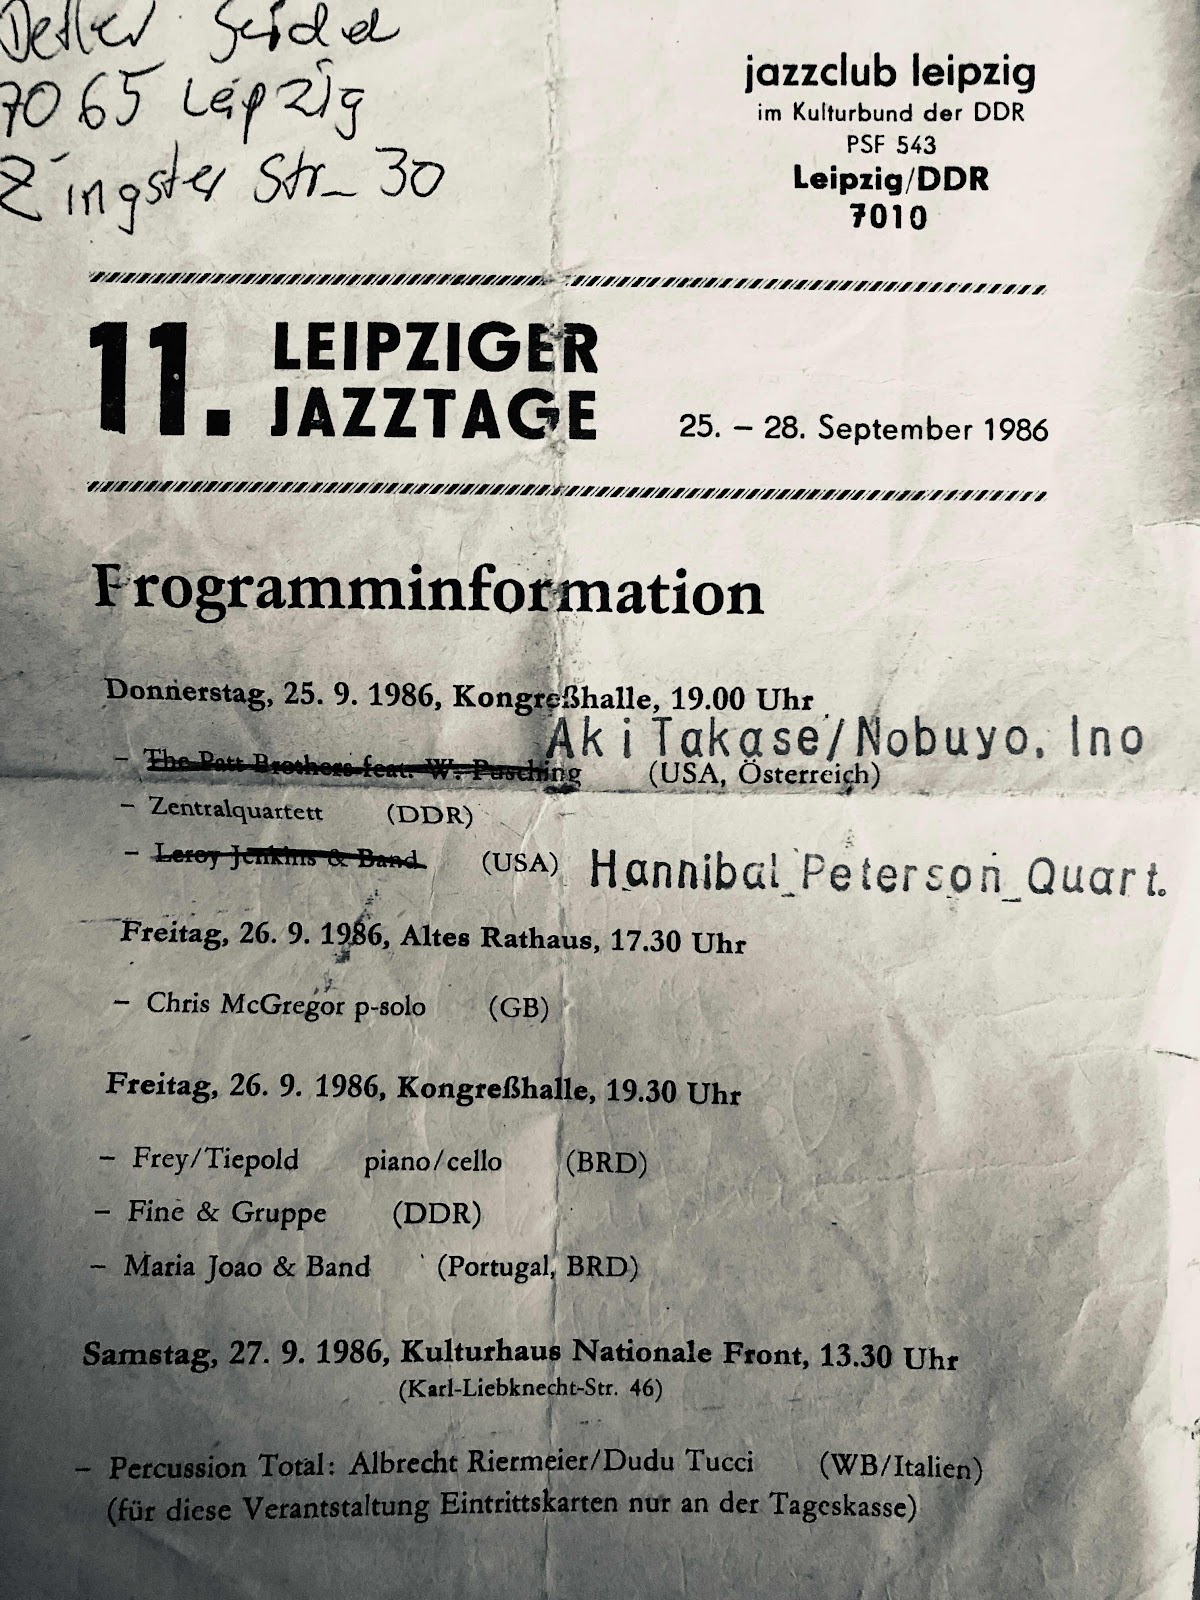 Detlev Seidel
7065 Leipzig
Zingster Str. 30
jazzclub leipzig
im Kulturbund der DDR
PSF 543
Leipzig/DDR
7010
11. LEIPZIGER
JAZZTAGE
25. – 28. September 1986
Programminformation
Donnerstag, 25. 9. 1986, Kongreßhalle, 19.00 Uhr
Aki Takase/Nobuyo. Ino
– The Patt Brothers feat. W. Pusching (USA, Österreich)
– Zentralquartett (DDR)
– Leroy Jenkins & Band (USA) Hannibal Peterson Quart.
Freitag, 26. 9. 1986, Altes Rathaus, 17.30 Uhr
– Chris McGregor p-solo (GB)
Freitag, 26. 9. 1986, Kongreßhalle, 19.30 Uhr
– Frey/Tiepold piano/cello (BRD)
– Fine & Gruppe (DDR)
– Maria Joao & Band (Portugal, BRD)
Samstag, 27. 9. 1986, Kulturhaus Nationale Front, 13.30 Uhr
(Karl-Liebknecht-Str. 46)
– Percussion Total: Albrecht Riermeier/Dudu Tucci (WB/Italien)
(für diese Verantstaltung Eintrittskarten nur an der Tageskasse)